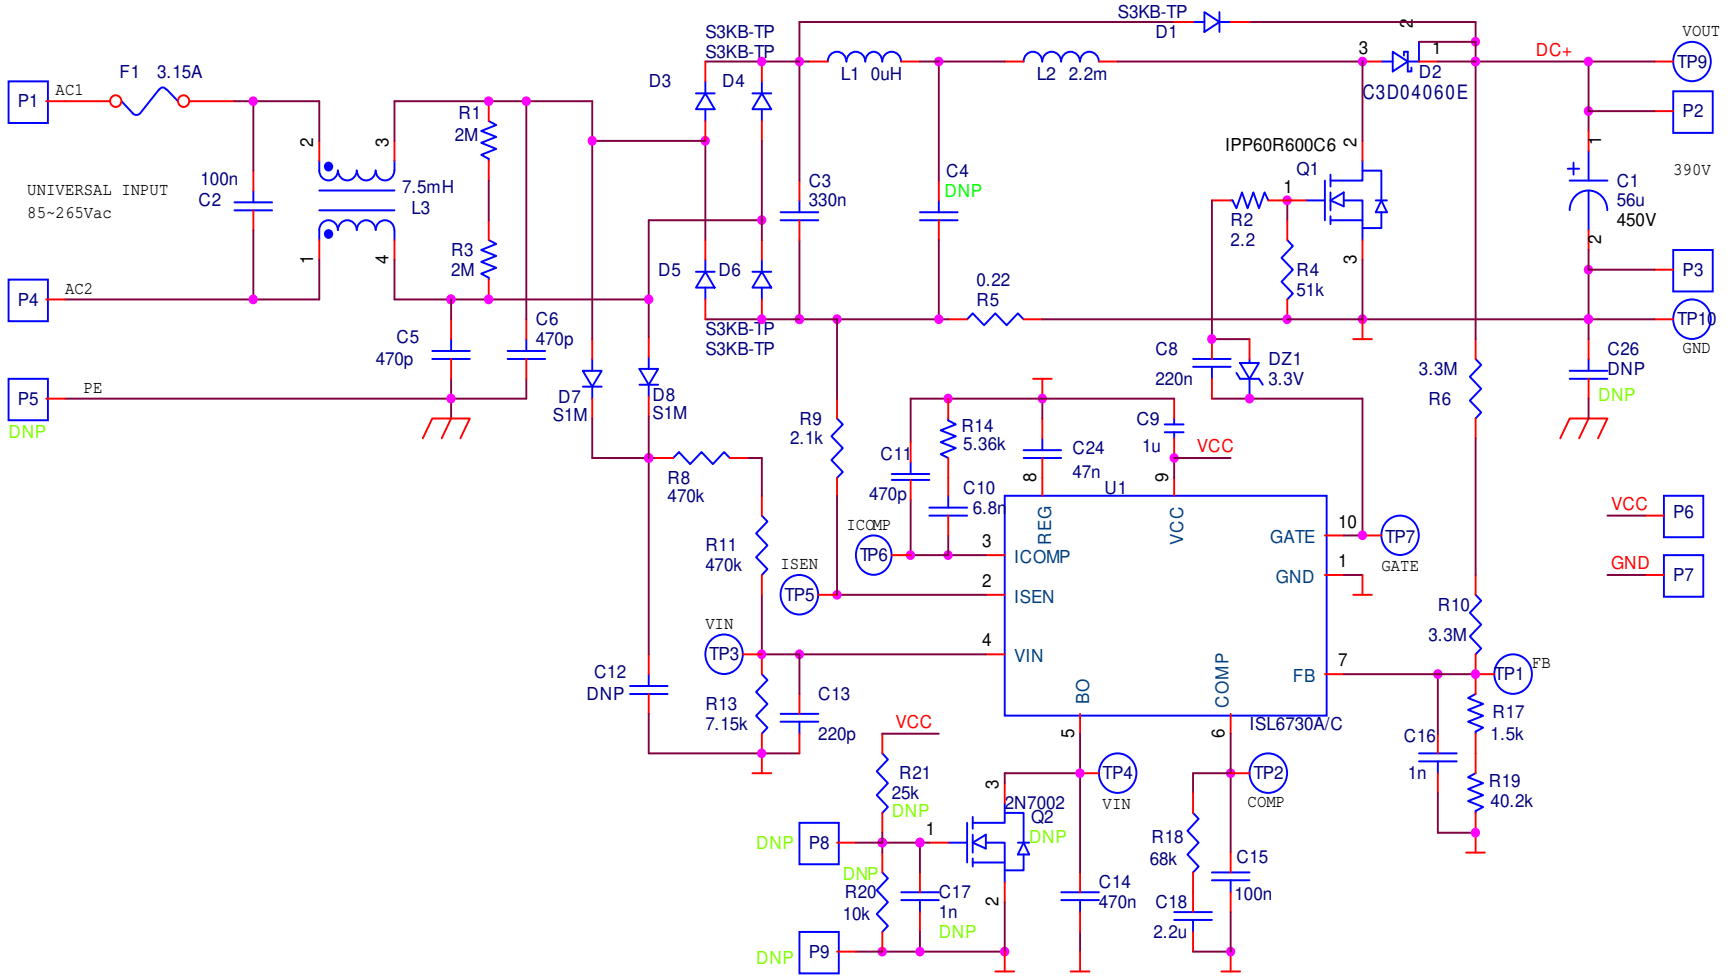 S3KB-TP
S3KB-TP
S3KB-TP
D1
2
VOUT
F1 3.15A
D3
D4
L1 0uH
L2 2.2m
3
1
D2
C3D04060E
DC+
TP9
P1
AC1
P2
R1
2M
2
3
IPP60R600C6
2
1
UNIVERSAL INPUT
85~265Vac
100n
C2
7.5mH
L3
C3
330n
C4
DNP
Q1
1
+
C1
56u
450V
390V
R2
2.2
2
1
4
R3
2M
D5
D6
0.22
R5
R4
51k
3
P3
P4
AC2
TP10
GND
C5
470p
C6
470p
S3KB-TP
S3KB-TP
C8
220n
DZ1
3.3V
C26
DNP
DNP
3.3M
R6
P5
PE
DNP
D7
S1M
D8
S1M
R9
2.1k
R14
5.36k
C9
1u
VCC
C11
470p
C24
47n
R8
470k
C10
6.8n
8
U1
9
VCC
P6
R11
470k
ICOMP
TP6
3
REG
VCC
ICOMP
GATE
10
TP7
GATE
GND
P7
ISEN
TP5
2
ISEN
GND
1
R10
3.3M
VIN
TP3
4
VIN
BO
COMP
FB
7
TP1
FB
C12
DNP
R13
7.15k
C13
220p
ISL6730A/C
R17
1.5k
VCC
5
6
C16
1n
R21
25k
DNP
3
TP4
VIN
TP2
COMP
R19
40.2k
2N7002
Q2
DNP
DNP
P8
1
R18
68k
DNP
R20
10k
C17
1n
DNP
2
C14
470n
C15
100n
C18
2.2u
DNP
P9